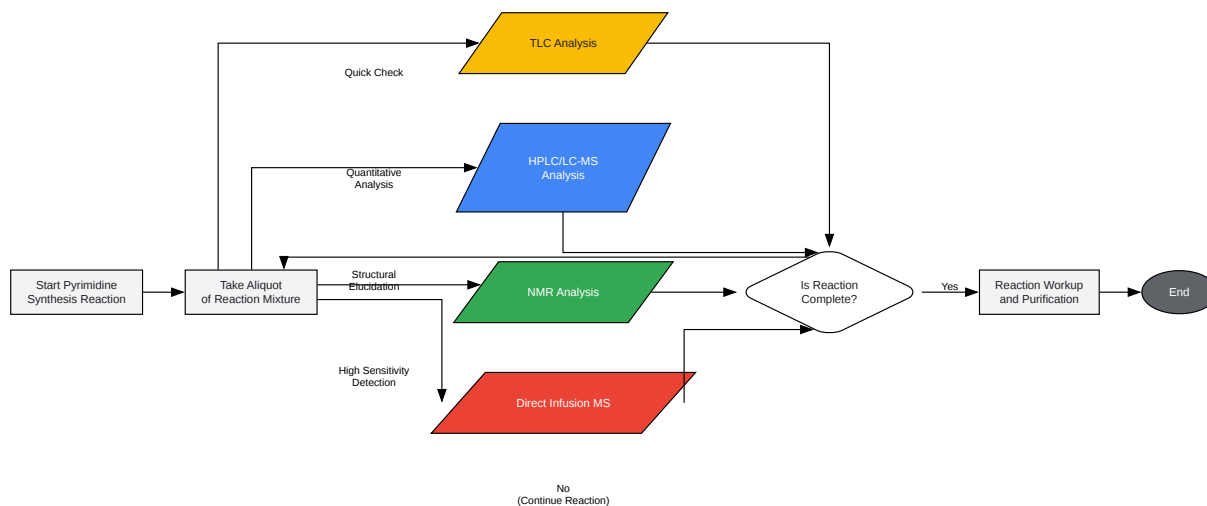 TLC Analysis
Quick Check
HPLC/LC-MS
Analysis
Quantitative
Analysis
Start Pyrimidine
Synthesis Reaction
Take Aliquot
of Reaction Mixture
Structural
Elucidation
NMR Analysis
Is Reaction
Complete?
Yes
Reaction Workup
and Purification
End
High Sensitivity
Detection
Direct Infusion MS
No
(Continue Reaction)